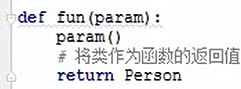 def fun(param):
    param()
    # 将类作为函数的返回值
    return Person